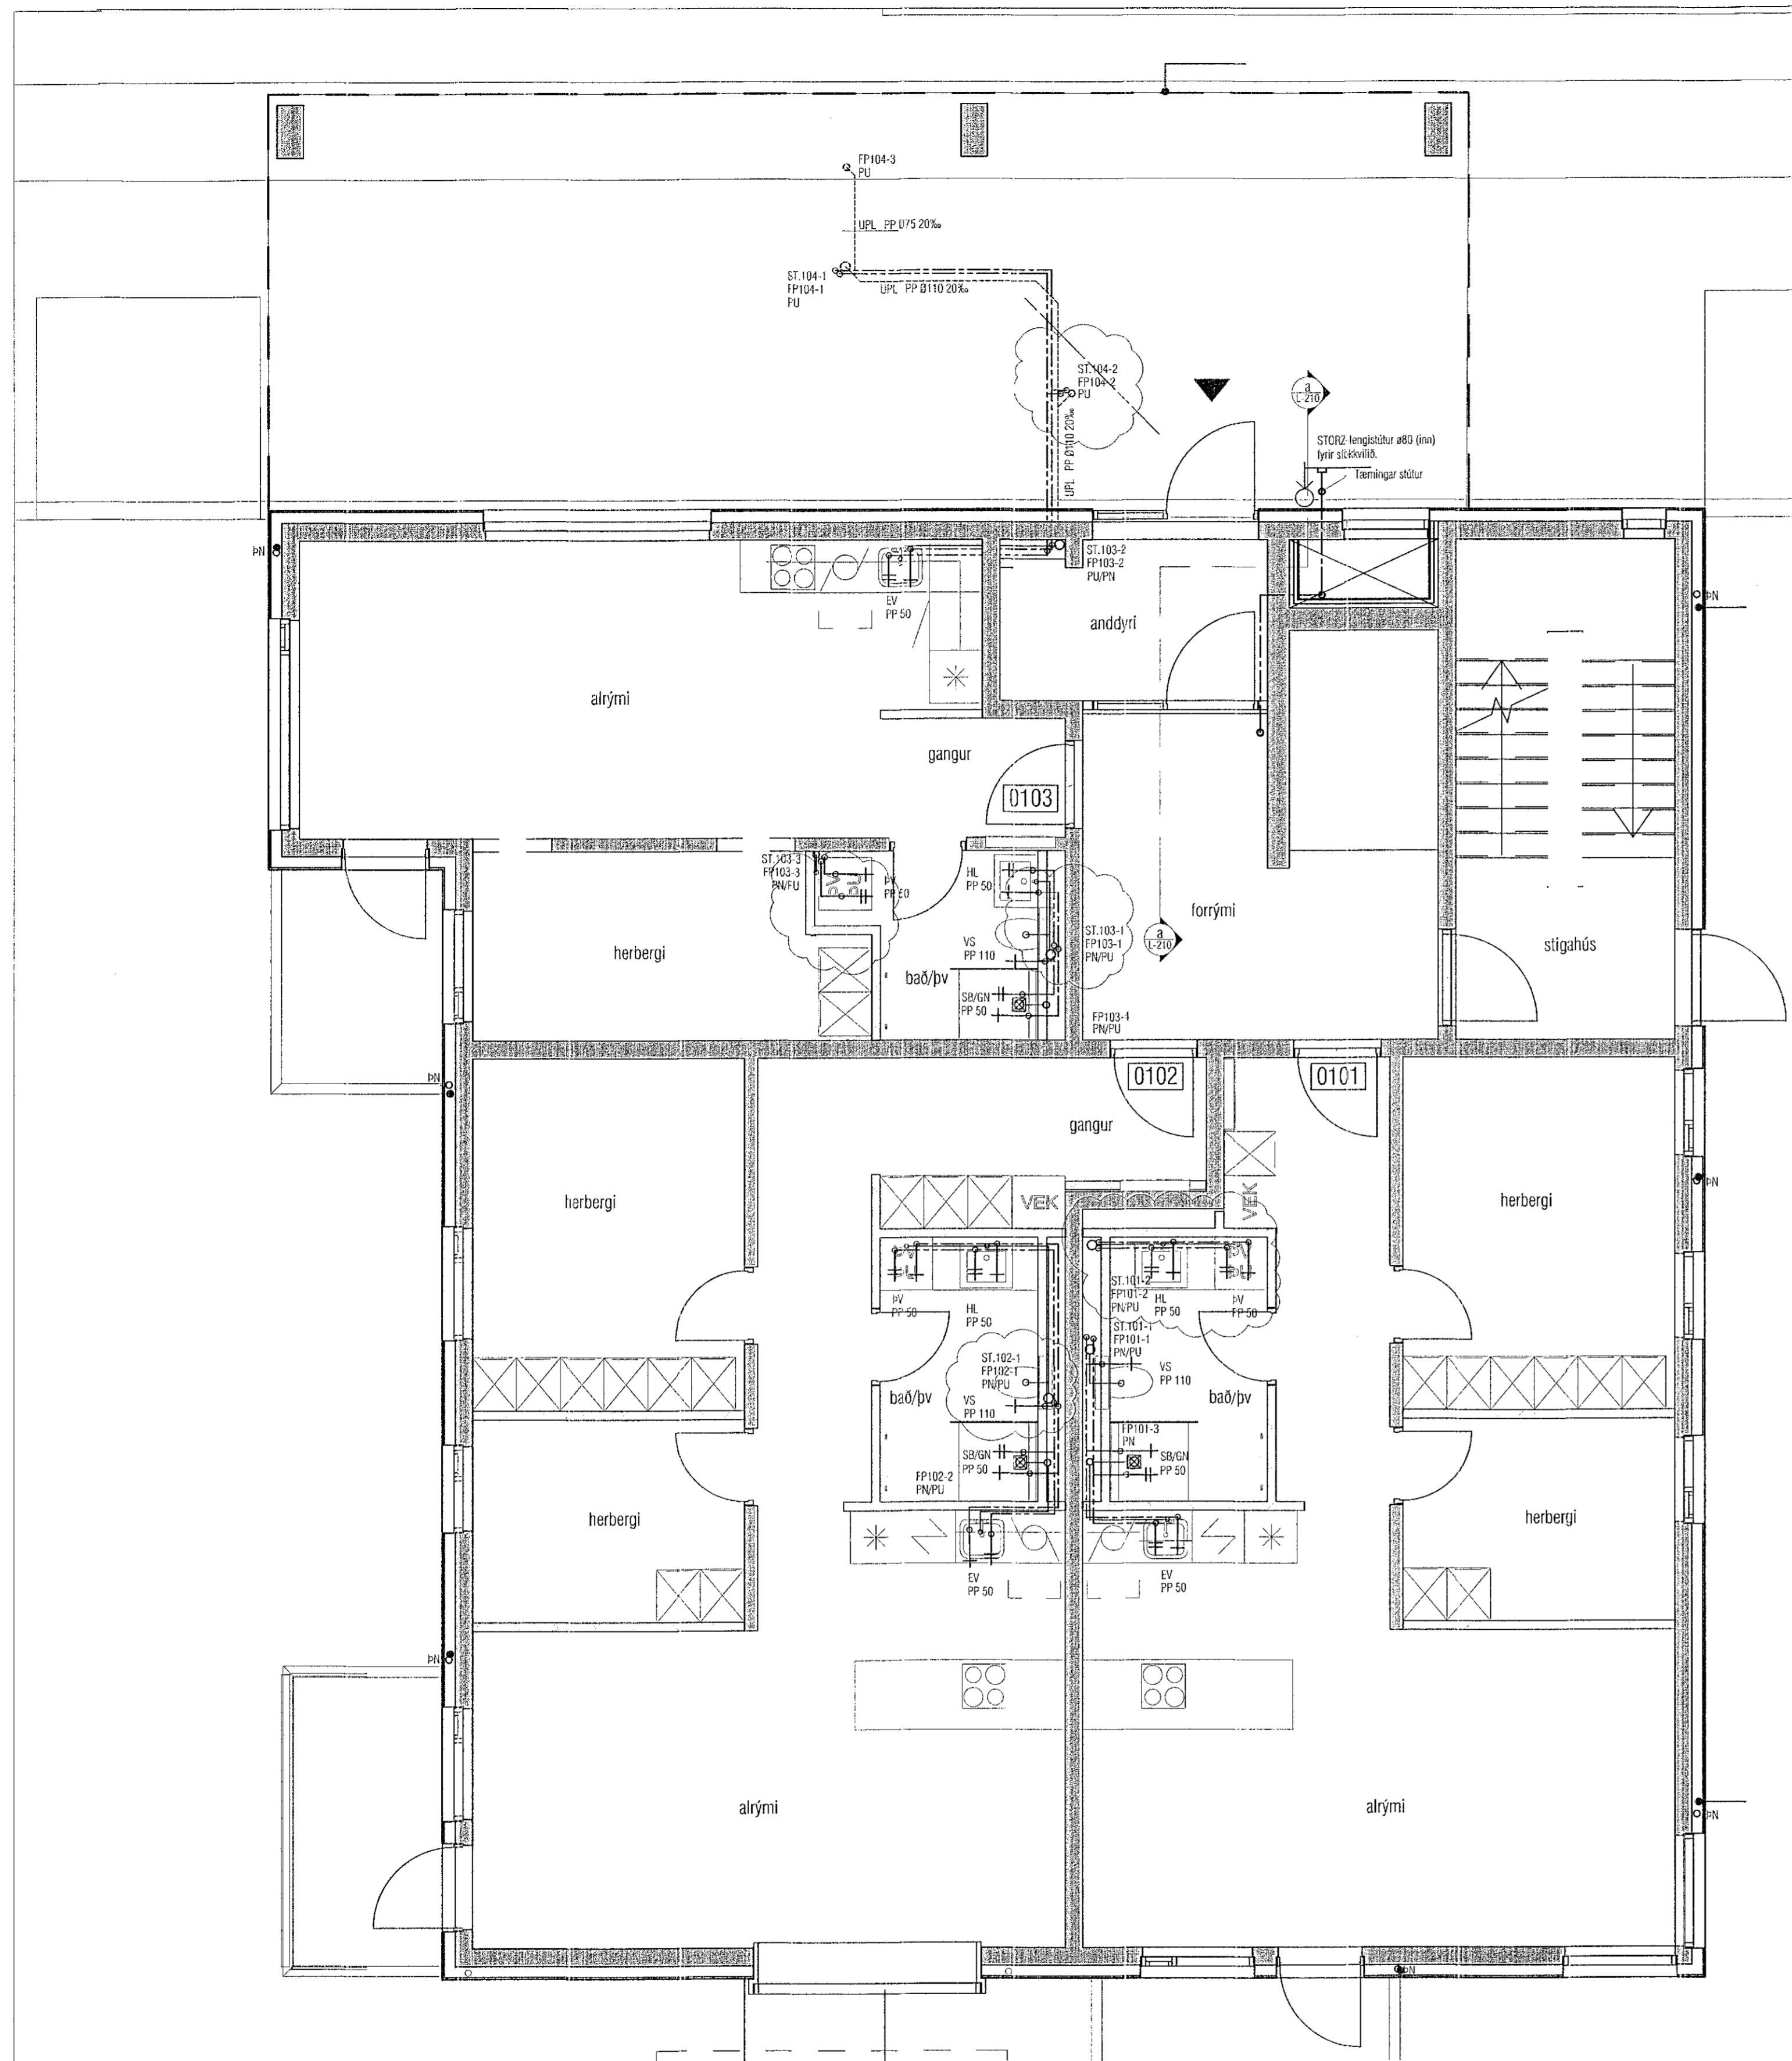 FP104-3
PU
UPL PP Ø75 20‰
ST.104-1
FP104-1
PU
UPL PP Ø110 20‰
ST.104-2
FP104-2
PU
UPL PP Ø110 20‰
a
L-210
STORZ-tengistútur ø80 (inn)
fyrir slökkvilið.
Tæmingar stútur
ÞN
EV
PP 50
ST.103-2
FP103-2
PU/PN
anddyri
ÞN
alrými
gangur
0103
ST.103-3
FP103-3
PN/PU
ÞV
PP 50
HL
PP 50
VS
PP 110
ST.103-1
FP103-1
PN/PU
a
L-210
forrými
stigahús
herbergi
bað/þv
SB/GN
PP 50
FP103-4
PN/PU
ÞN
0102
0101
gangur
herbergi
VEK
VEK
herbergi
ÞN
ÞV
PP 50
HL
PP 50
ST.101-2
FP101-2
PN/PU
HL
PP 50
ÞV
PP 50
ST.101-1
FP101-1
PN/PU
ST.102-1
FP102-1
PN/PU
VS
PP 110
bað/þv
VS
PP 110
bað/þv
FP101-3
PN
SB/GN
PP 50
SB/GN
PP 50
FP102-2
PN/PU
herbergi
herbergi
EV
PP 50
EV
PP 50
ÞN
alrými
alrými
ÞN
ÞN